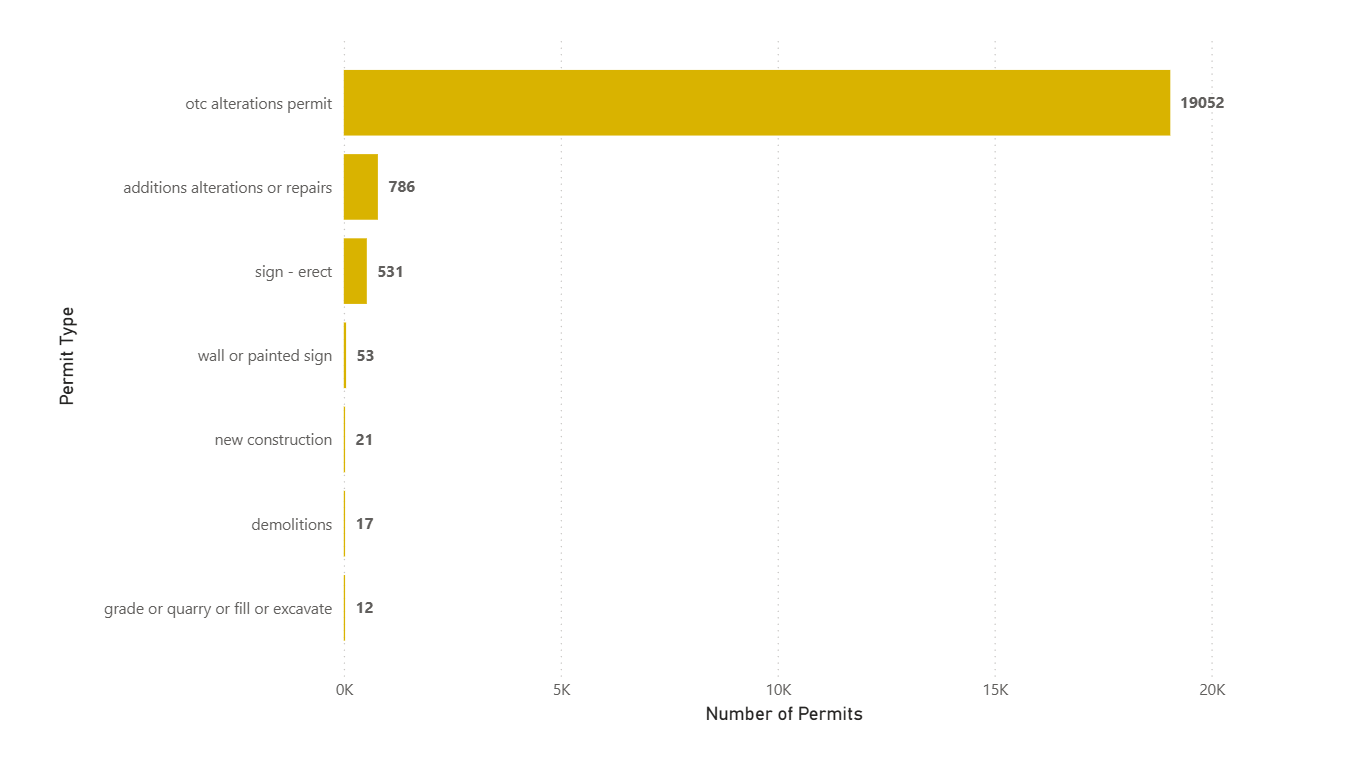 otc alterations permit
19052
additions alterations or repairs
786
sign - erect
531
wall or painted sign
53
new construction
21
demolitions
17
grade or quarry or fill or excavate
12
Permit Type
0K
5K
10K
15K
20K
Number of Permits